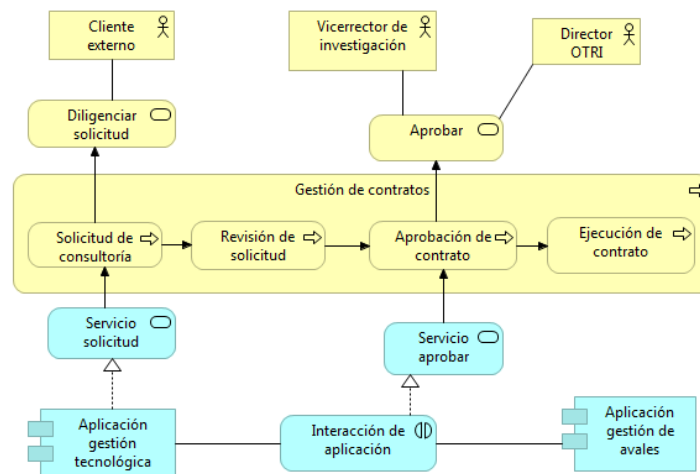 Cliente
externo
Vicerrector de
investigación
Director
OTRI
Diligenciar
solicitud
Aprobar
Gestión de contratos
Solicitud de
consultoría
Revisión de
solicitud
Aprobación de
contrato
Ejecución de
contrato
Servicio
solicitud
Servicio
aprobar
Aplicación
gestión
tecnológica
Interacción de
aplicación
Aplicación
gestión de
avales